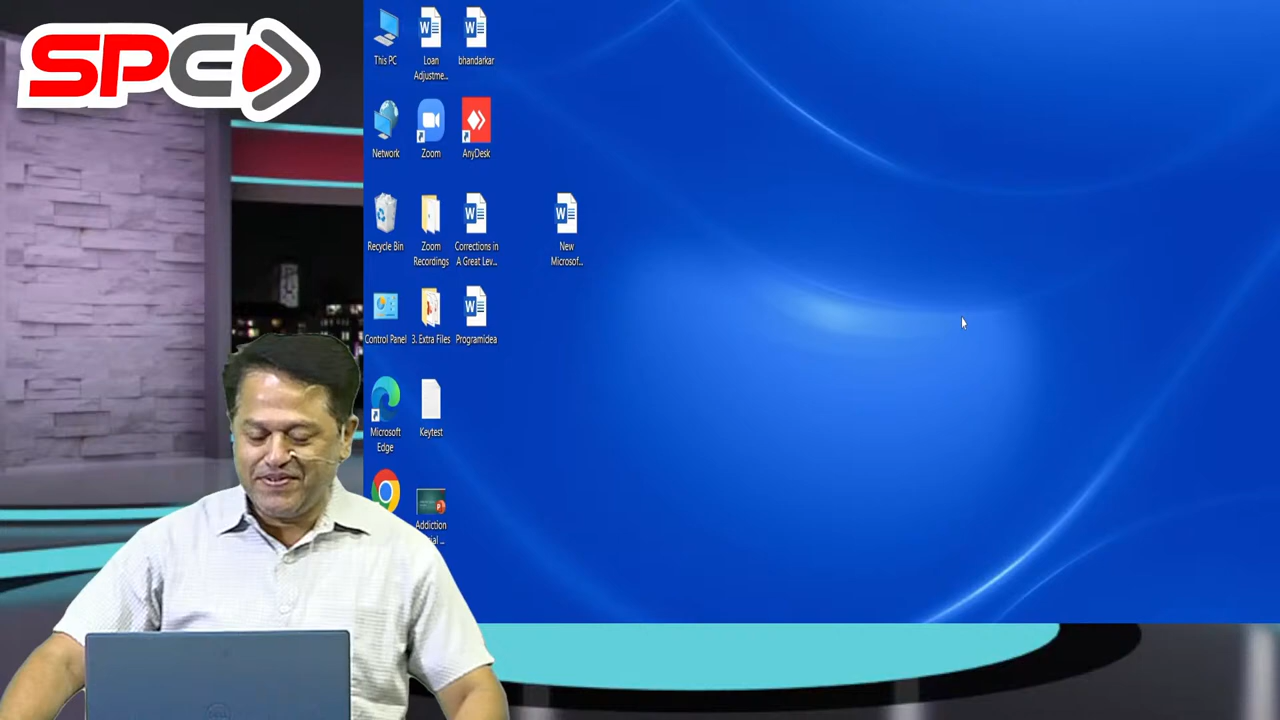 SPE
This PC
Loan
Adjustme...
bhandarkar
Network
Zoom
AnyDesk
Recycle Bin
Zoom
Recordings
Corrections in
A Great Lev...
New
Microsof...
Control Panel
3. Extra Files
Programidea
Microsoft
Edge
Keytest
Addiction